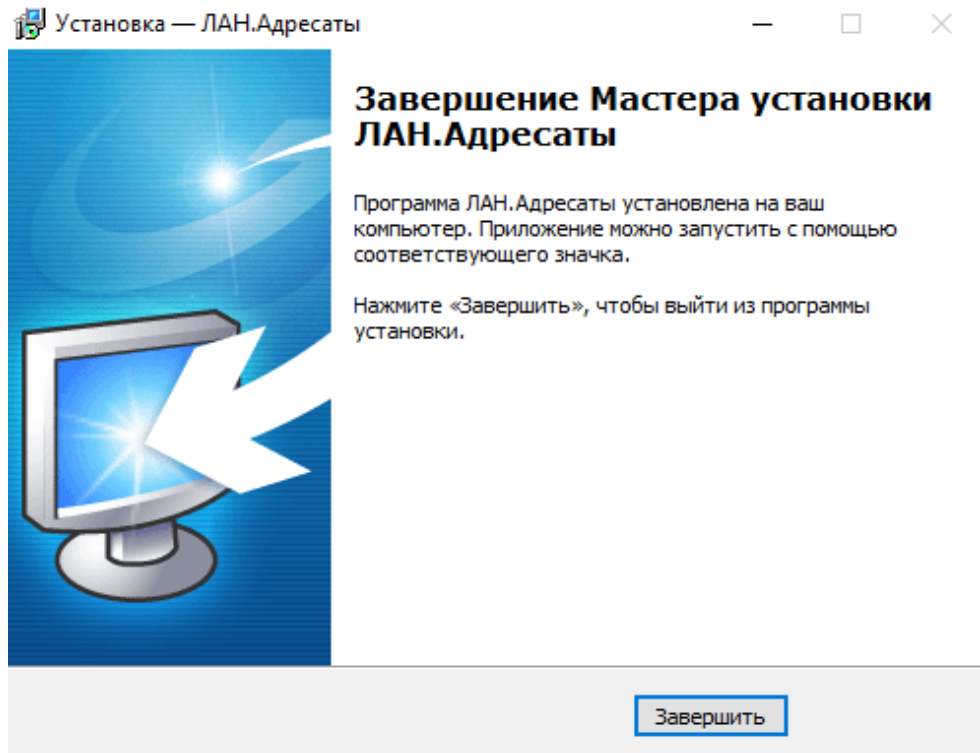 Установка — ЛАН.Адресаты
Завершение Мастера установки
ЛАН.Адресаты
Программа ЛАН.Адресаты установлена на ваш
компьютер. Приложение можно запустить с помощью
соответствующего значка.
Нажмите «Завершить», чтобы выйти из программы
установки.
Завершить